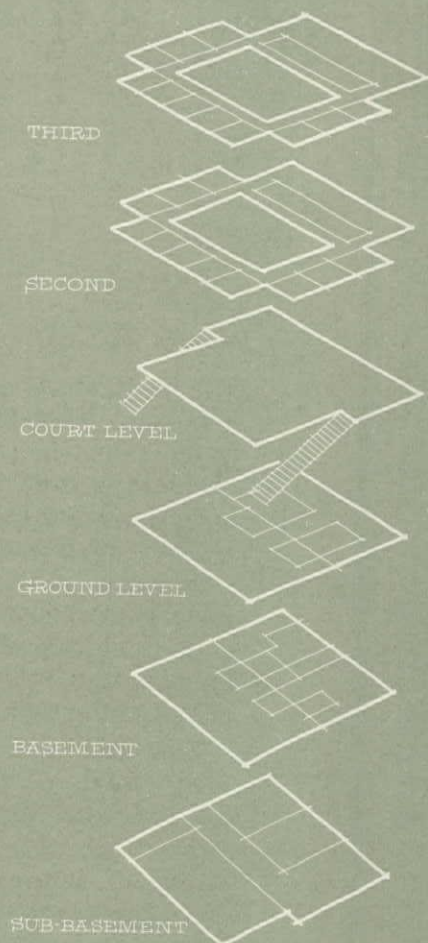 THIRD
SECOND
COURT LEVEL
GROUND LEVEL
BASEMENT
SUB-BASEMENT